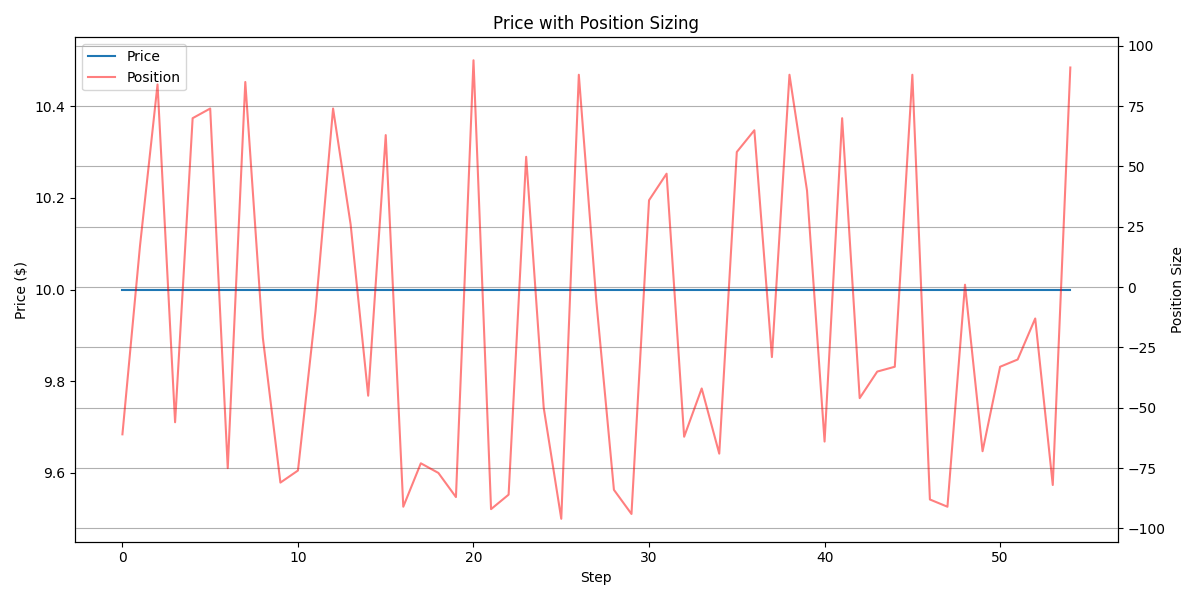 Price with Position Sizing
Price
Position
Price ($)
10.4
10.2
10.0
9.8
9.6
100
75
50
25
0
−25
−50
−75
−100
Position Size
0 10 20 30 40 50
Step